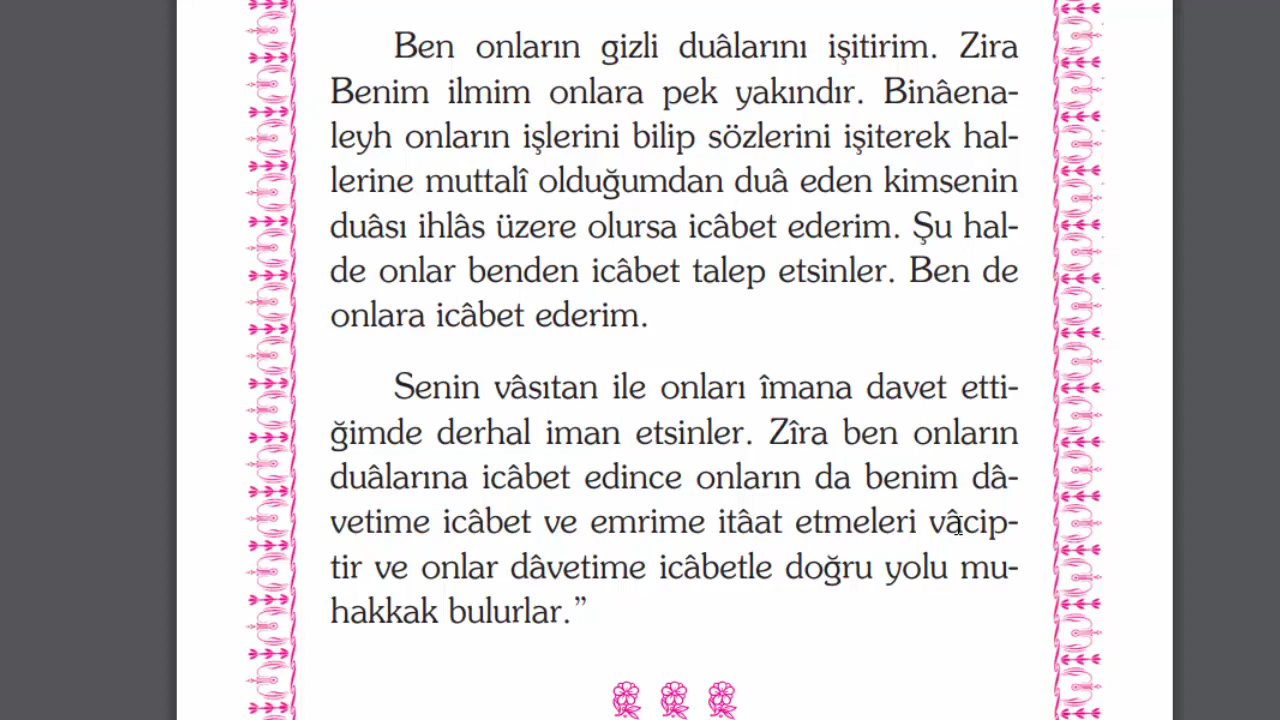 Ben onların gizli duâlarını işitirim. Zira
Benim ilmim onlara pek yakındır. Binâena-
leyh onların işlerini bilip sözlerini işiterek hal-
lerine muttalî olduğumdan duâ eden kimsenin
duâsı ihlâs üzere olursa icâbet ederim. Şu hal-
de onlar benden icâbet talep etsinler. Ben de
onlara icâbet ederim.
Senin vâsıtan ile onları îmana davet etti-
ğimde derhal iman etsinler. Zîra ben onların
duâlarına icâbet edince onların da benim dâ-
vetime icâbet ve emrime itâat etmeleri vâcip-
tir ve onlar dâvetime icâbetle doğru yolu mu-
hakkak bulurlar.”